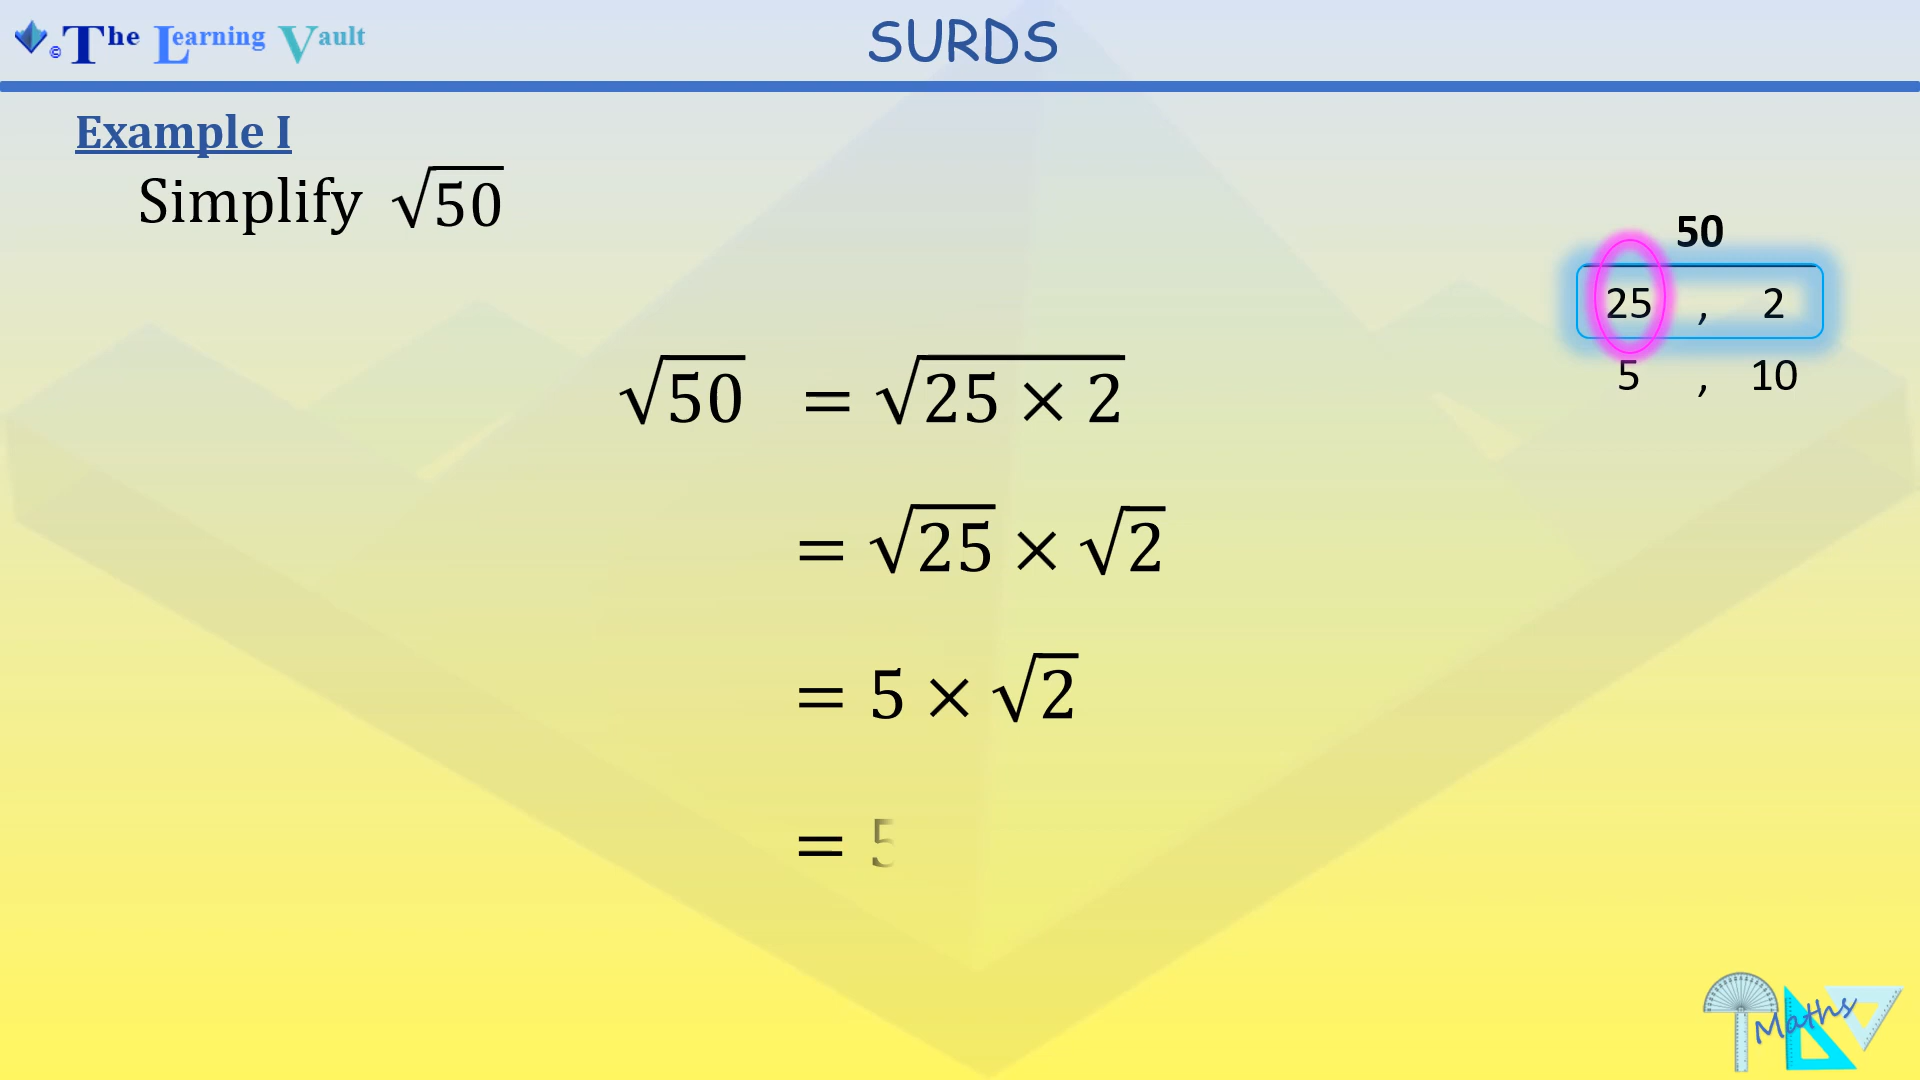 © The Learning Vault
SURDS
Example I
Simplify √50
50
25 , 2
5 , 10
√50 = √25 × 2
= √25 × √2
= 5 × √2
= 5
Maths